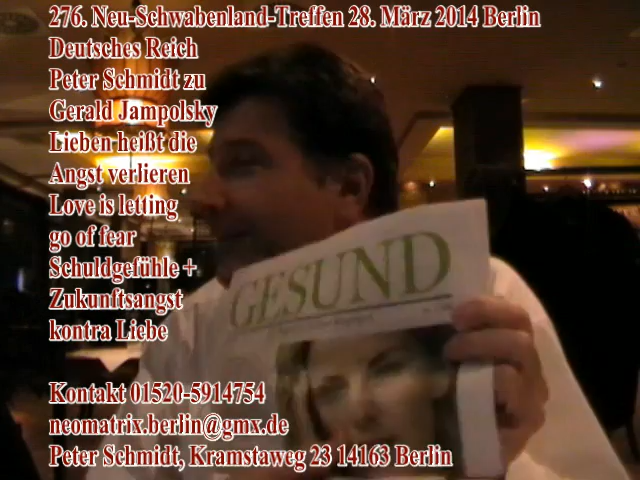 276. Neu-Schwabenland-Treffen 28. März 2014 Berlin
Deutsches Reich
Peter Schmidt zu
Gerald Jampolsky
Lieben heißt die
Angst verlieren
Love is letting
go of fear
Schuldgefühle +
Zukunftsangst
kontra Liebe
GESUND
Kontakt 01520-5914754
neomatrix.berlin@gmx.de
Peter Schmidt, Kramstaweg 23 14163 Berlin